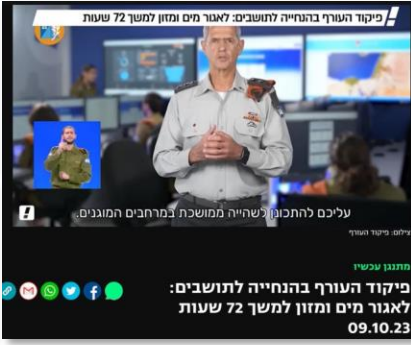 פיקוד העורף בהנחייה לתושבים: לאגור מים ומזון למשך 72 שעות
עליכם להתכונן לשהייה ממושכת במרחבים המוגנים.
צילום: פיקוד העורף
מתנגן עכשיו
פיקוד העורף בהנחייה לתושבים:
לאגור מים ומזון למשך 72 שעות
09.10.23